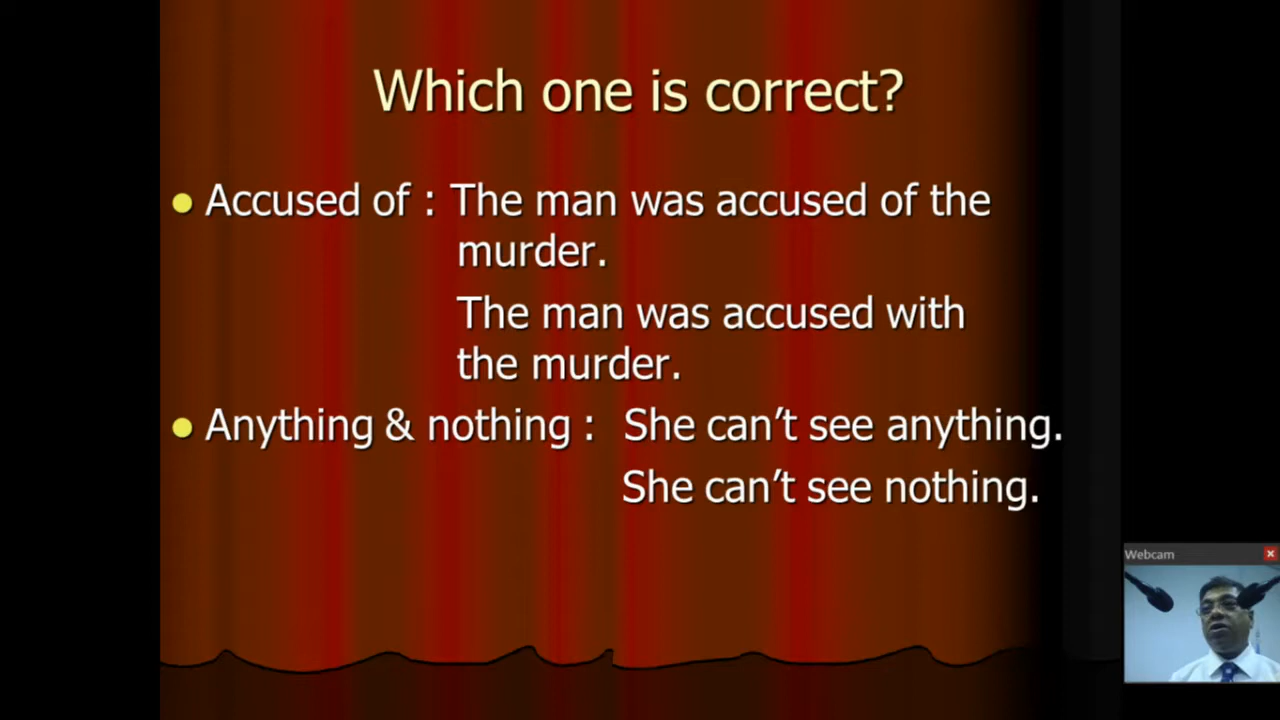 Which one is correct?
Accused of : The man was accused of the
murder.
The man was accused with
the murder.
Anything & nothing : She can’t see anything.
She can’t see nothing.
Webcam